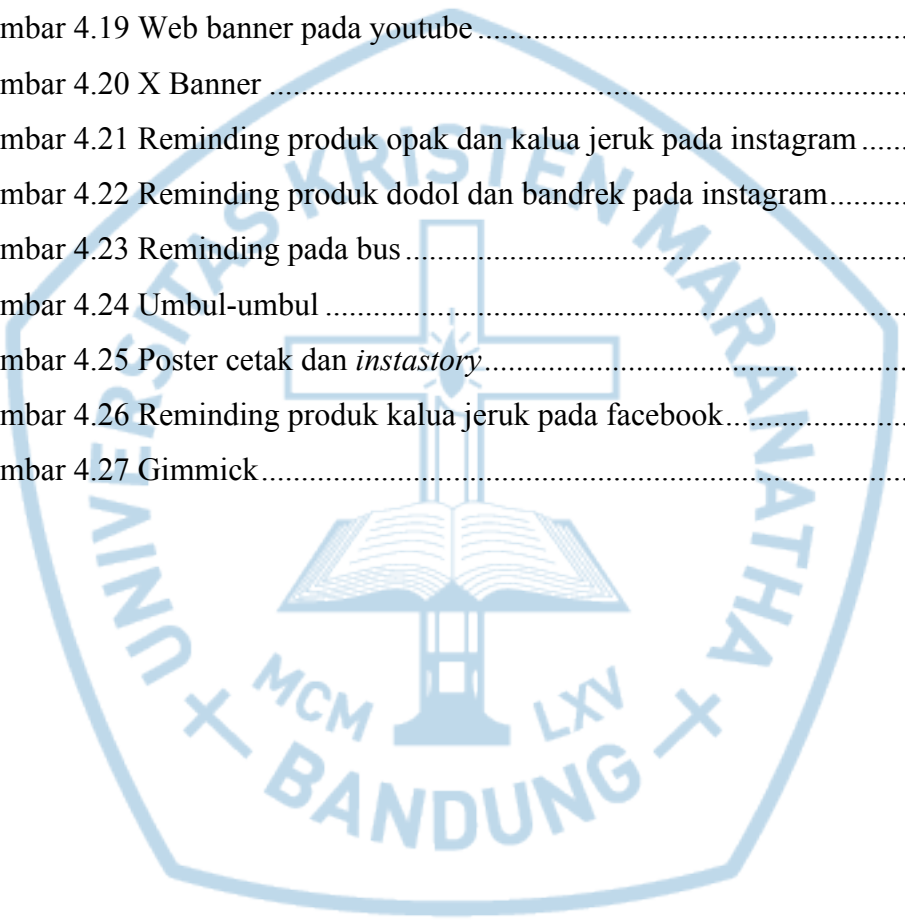 mbar 4.19 Web banner pada youtube ..............................................................
mbar 4.20 X Banner ..............................................................................
mbar 4.21 Reminding produk opak dan kalua jeruk pada instagram ......
mbar 4.22 Reminding produk dodol dan bandrek pada instagram..........
mbar 4.23 Reminding pada bus ................................................................
mbar 4.24 Umbul-umbul ..........................................................................
mbar 4.25 Poster cetak dan instastory......................................................
mbar 4.26 Reminding produk kalua jeruk pada facebook.......................
mbar 4.27 Gimmick..................................................................................
UNIVERSITAS KRISTEN MARANATHA
MCM LXV
BANDUNG